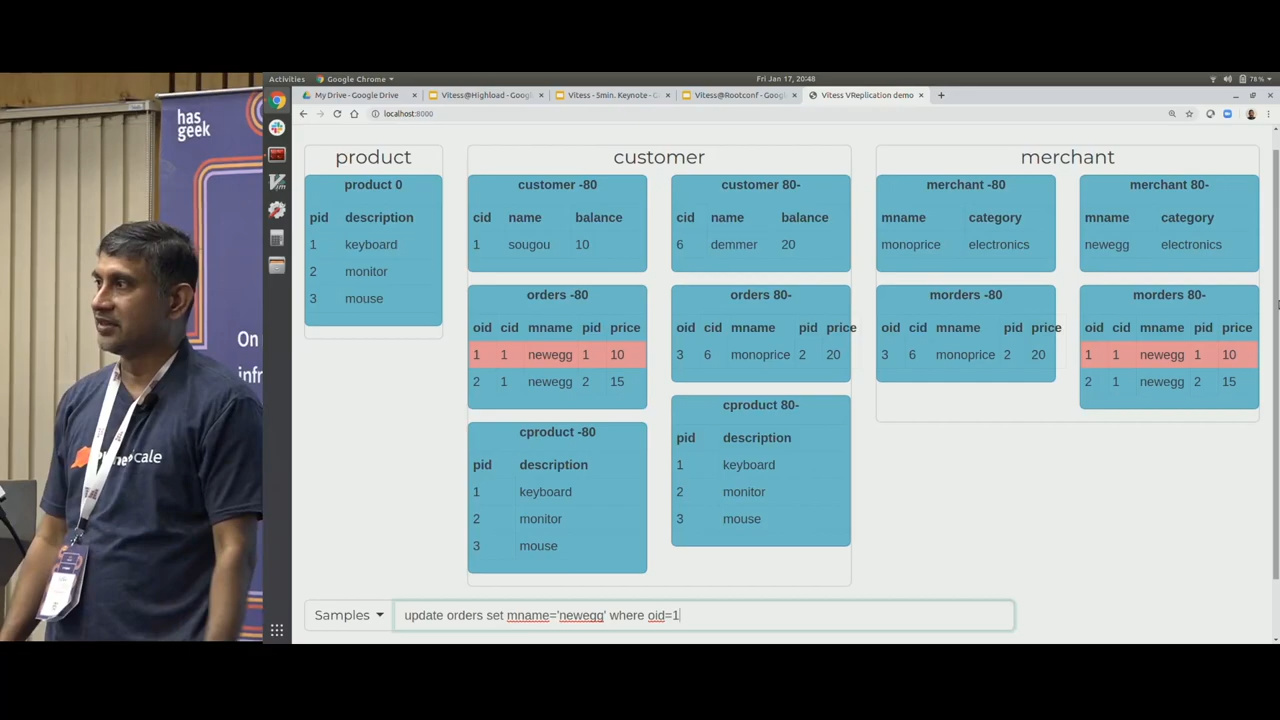 has
geek
On
infr
PlanetScale
Activities
Google Chrome
Fri Jan 17, 20:48
78 %
My Drive - Google Drive
Vitess@Highload - Goog
Vitess - 5min. Keynote - G
Vitess@Rootconf - Googl
Vitess VReplication demo
localhost:8000
product
product 0
pid description
1 keyboard
2 monitor
3 mouse
customer
customer -80
cid name balance
1 sougou 10
customer 80-
cid name balance
6 demmer 20
orders -80
oid cid mname pid price
1 1 newegg 1 10
2 1 newegg 2 15
orders 80-
oid cid mname pid price
3 6 monoprice 2 20
cproduct -80
pid description
1 keyboard
2 monitor
3 mouse
cproduct 80-
pid description
1 keyboard
2 monitor
3 mouse
merchant
merchant -80
mname category
monoprice electronics
merchant 80-
mname category
newegg electronics
morders -80
oid cid mname pid price
3 6 monoprice 2 20
morders 80-
oid cid mname pid price
1 1 newegg 1 10
2 1 newegg 2 15
Samples
update orders set mname='newegg' where oid=1